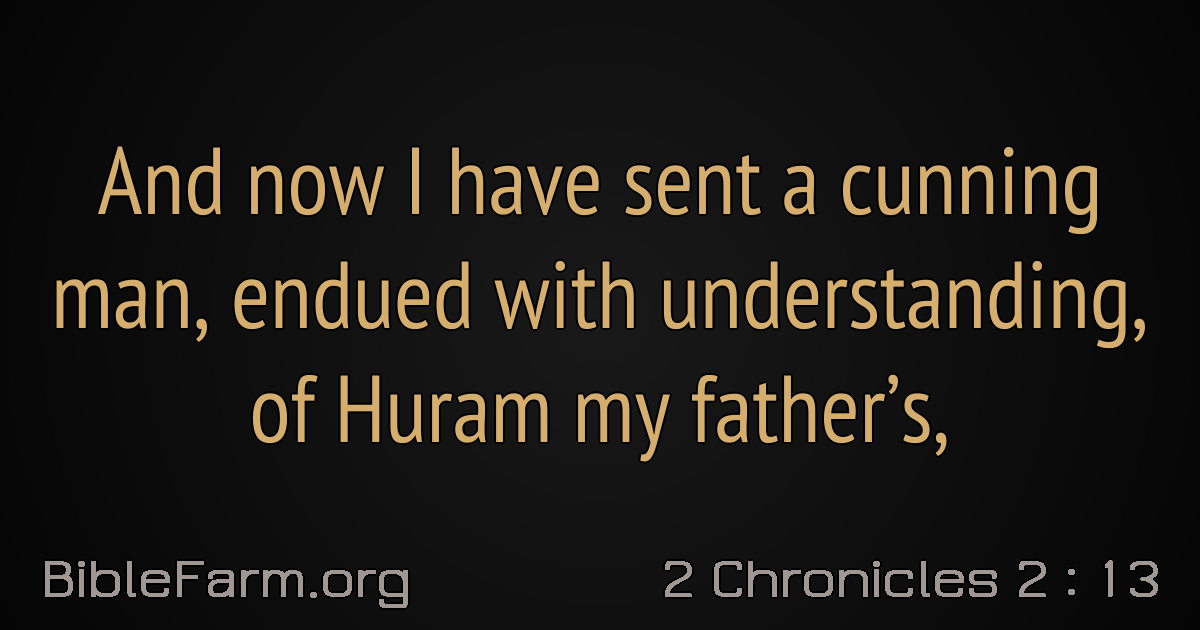 And now I have sent a cunning
man, endued with understanding,
of Huram my father’s,
BibleFarm.org
2 Chronicles 2 : 13